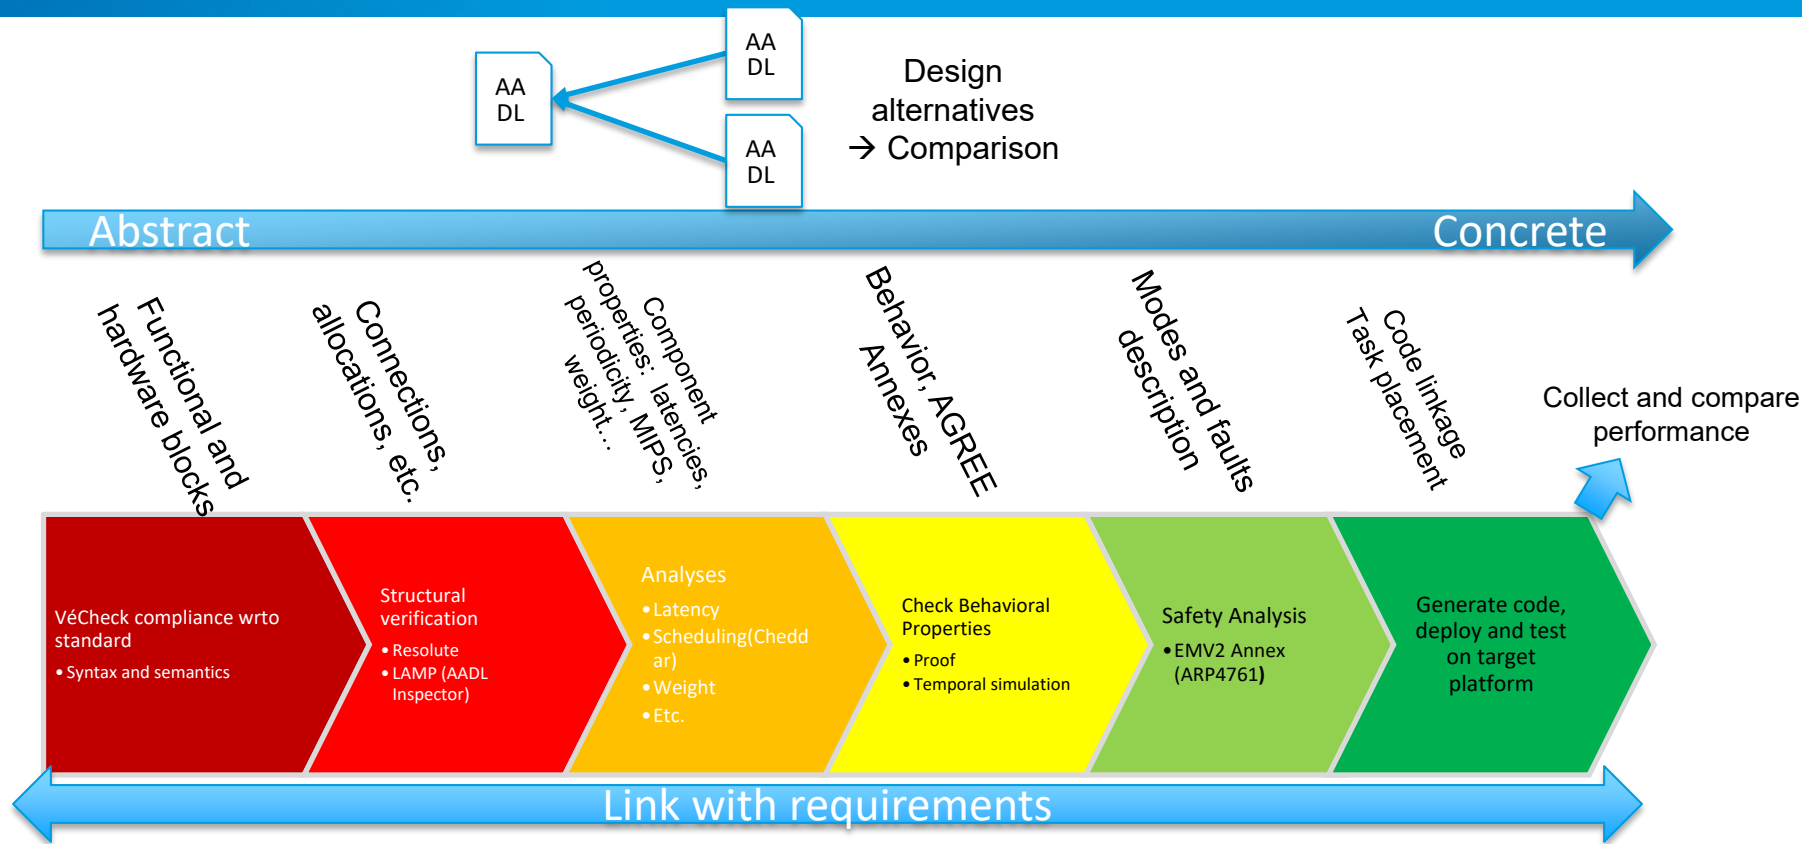 AA
DL
AA
DL
AA
DL
Design
alternatives
→ Comparison
Abstract
Concrete
Functional and
hardware blocks
Connections,
allocations, etc.
Component
properties: latencies,
periodicity, MIPS,
weight…
Behavior, AGREE
Annexes
Modes and faults
description
Code linkage
Task placement
Collect and compare
performance
VéCheck compliance wrto
standard
• Syntax and semantics
Structural
verification
• Resolute
• LAMP (AADL
Inspector)
Analyses
• Latency
• Scheduling(Chedd
ar)
• Weight
• Etc.
Check Behavioral
Properties
• Proof
• Temporal simulation
Safety Analysis
• EMV2 Annex
(ARP4761)
Generate code,
deploy and test
on target
platform
Link with requirements